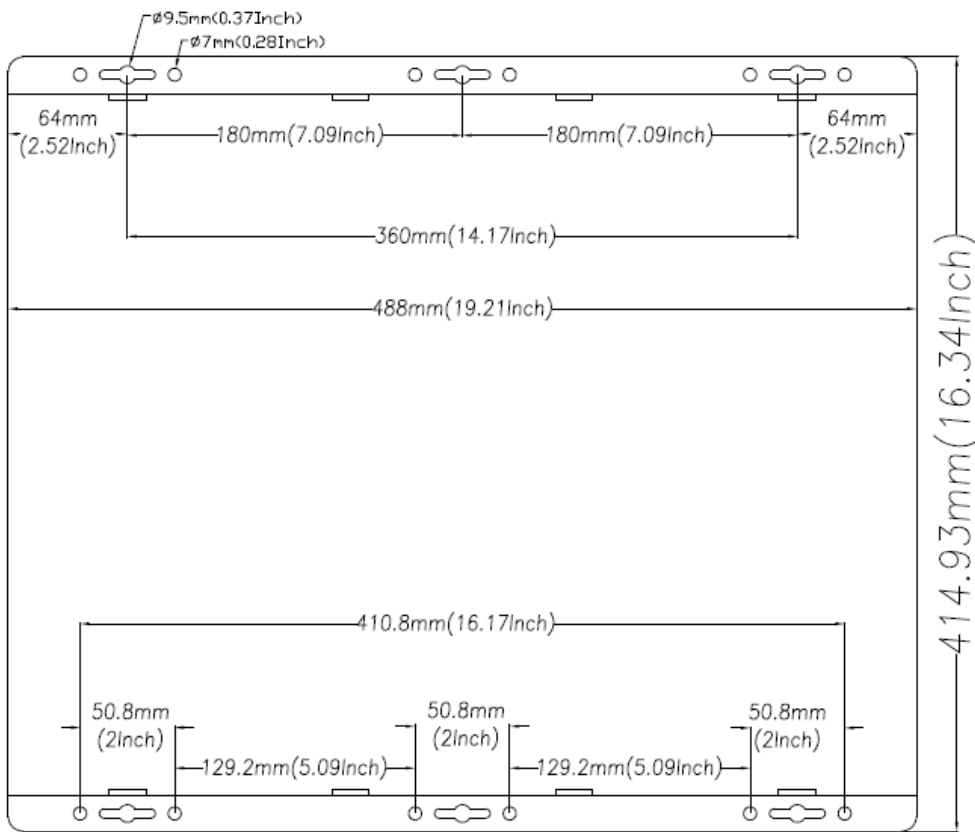 ø9.5mm(0.37Inch)
ø7mm(0.28Inch)
64mm
(2.52Inch)
180mm(7.09Inch)
180mm(7.09Inch)
64mm
(2.52Inch)
360mm(14.17Inch)
488mm(19.21Inch)
414.93mm(16.34Inch)
410.8mm(16.17Inch)
50.8mm
(2Inch)
50.8mm
(2Inch)
50.8mm
(2Inch)
129.2mm(5.09Inch)
129.2mm(5.09Inch)